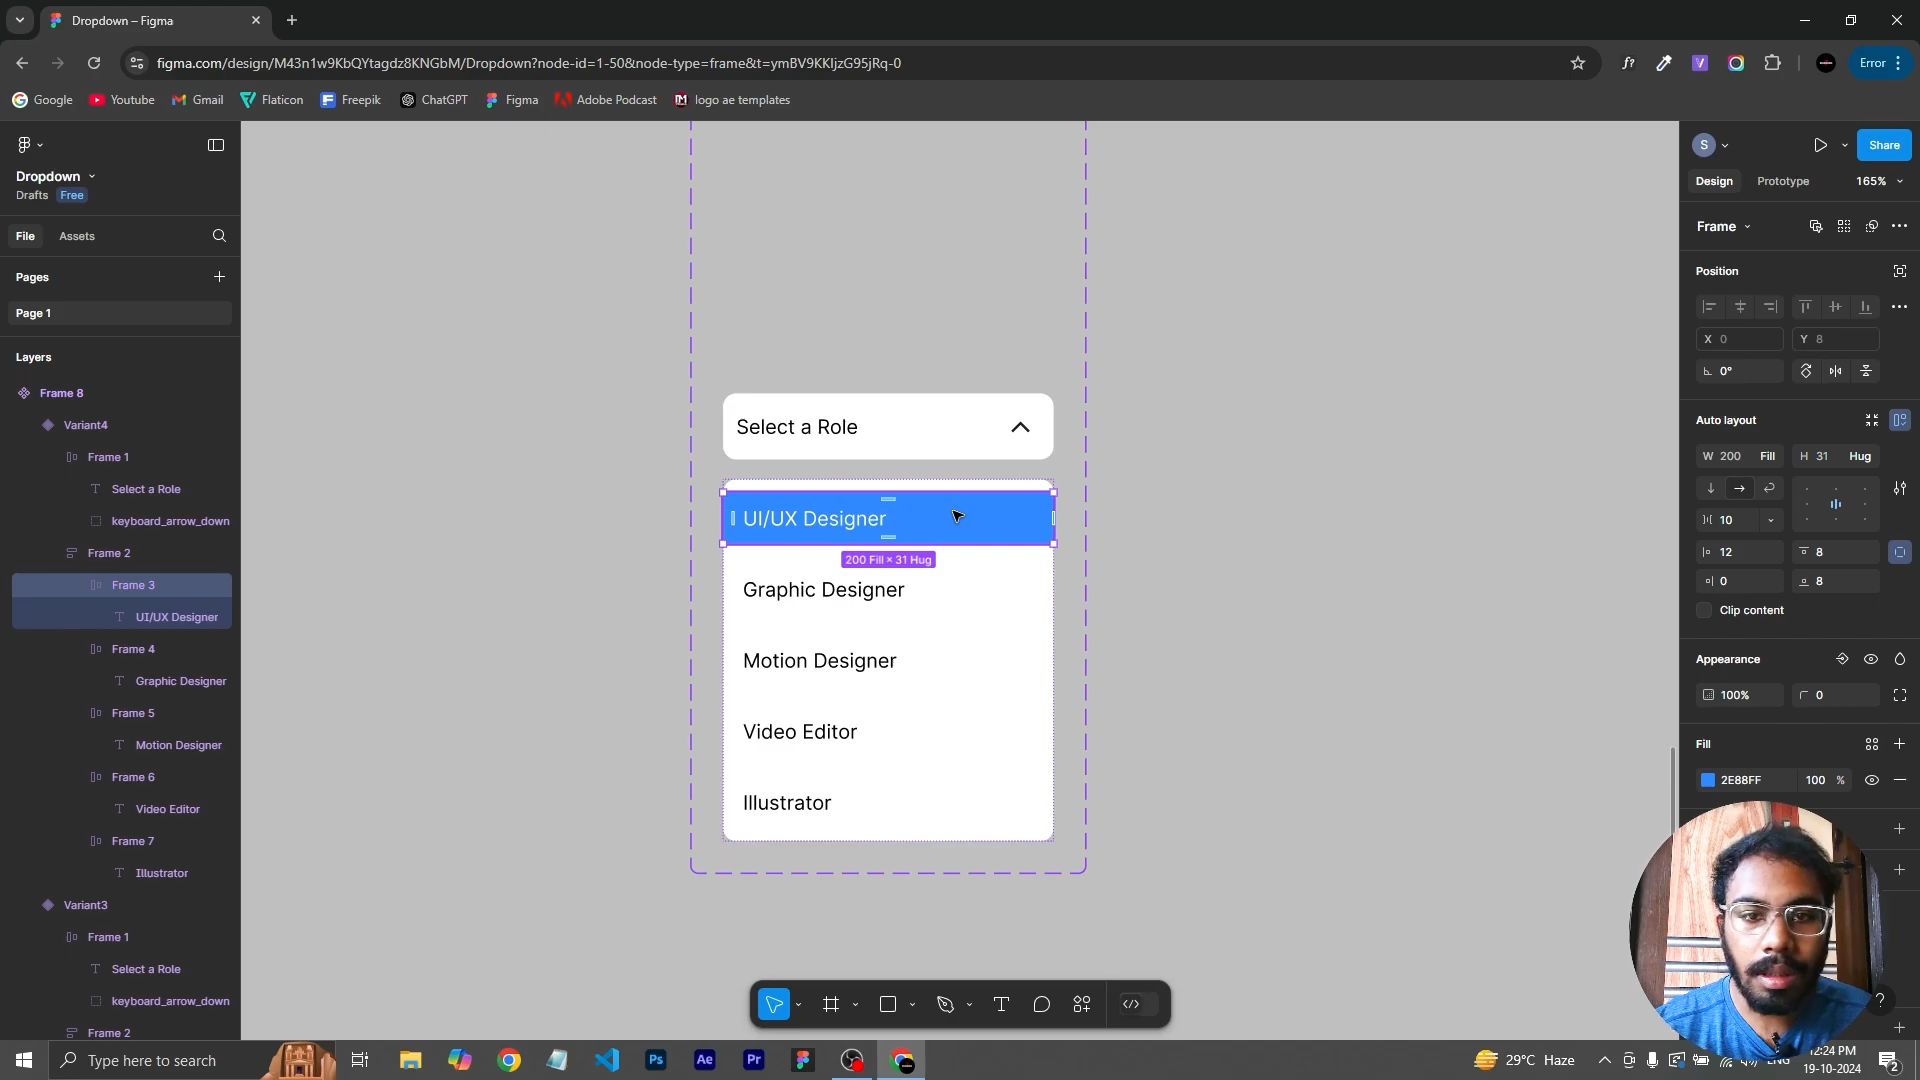 Dropdown – Figma
figma.com/design/M43n1w9KbQYtagdz8KNGbM/Dropdown?node-id=1-50&node-type=frame&t=ymBV9KKljzG95jRq-0
f?
Error
Google
Youtube
Gmail
Flaticon
Freepik
ChatGPT
Figma
Adobe Podcast
logo ae templates
Dropdown
Drafts
Free
File
Assets
Pages
Page 1
Layers
Frame 8
Variant4
Frame 1
Select a Role
keyboard_arrow_down
Frame 2
Frame 3
UI/UX Designer
Frame 4
Graphic Designer
Frame 5
Motion Designer
Frame 6
Video Editor
Frame 7
Illustrator
Variant3
Frame 1
Select a Role
keyboard_arrow_down
Frame 2
Select a Role
UI/UX Designer
200 Fill × 31 Hug
Graphic Designer
Motion Designer
Video Editor
Illustrator
S
Share
Design
Prototype
165%
Frame
Position
X 0
Y 8
0°
Auto layout
W 200 Fill
H 31 Hug
10
12
8
0
8
Clip content
Appearance
100%
0
Fill
2E88FF
100 %
?
Type here to search
Ps
Ae
Pr
29°C Haze
ENG
12:24 PM
19-10-2024
2